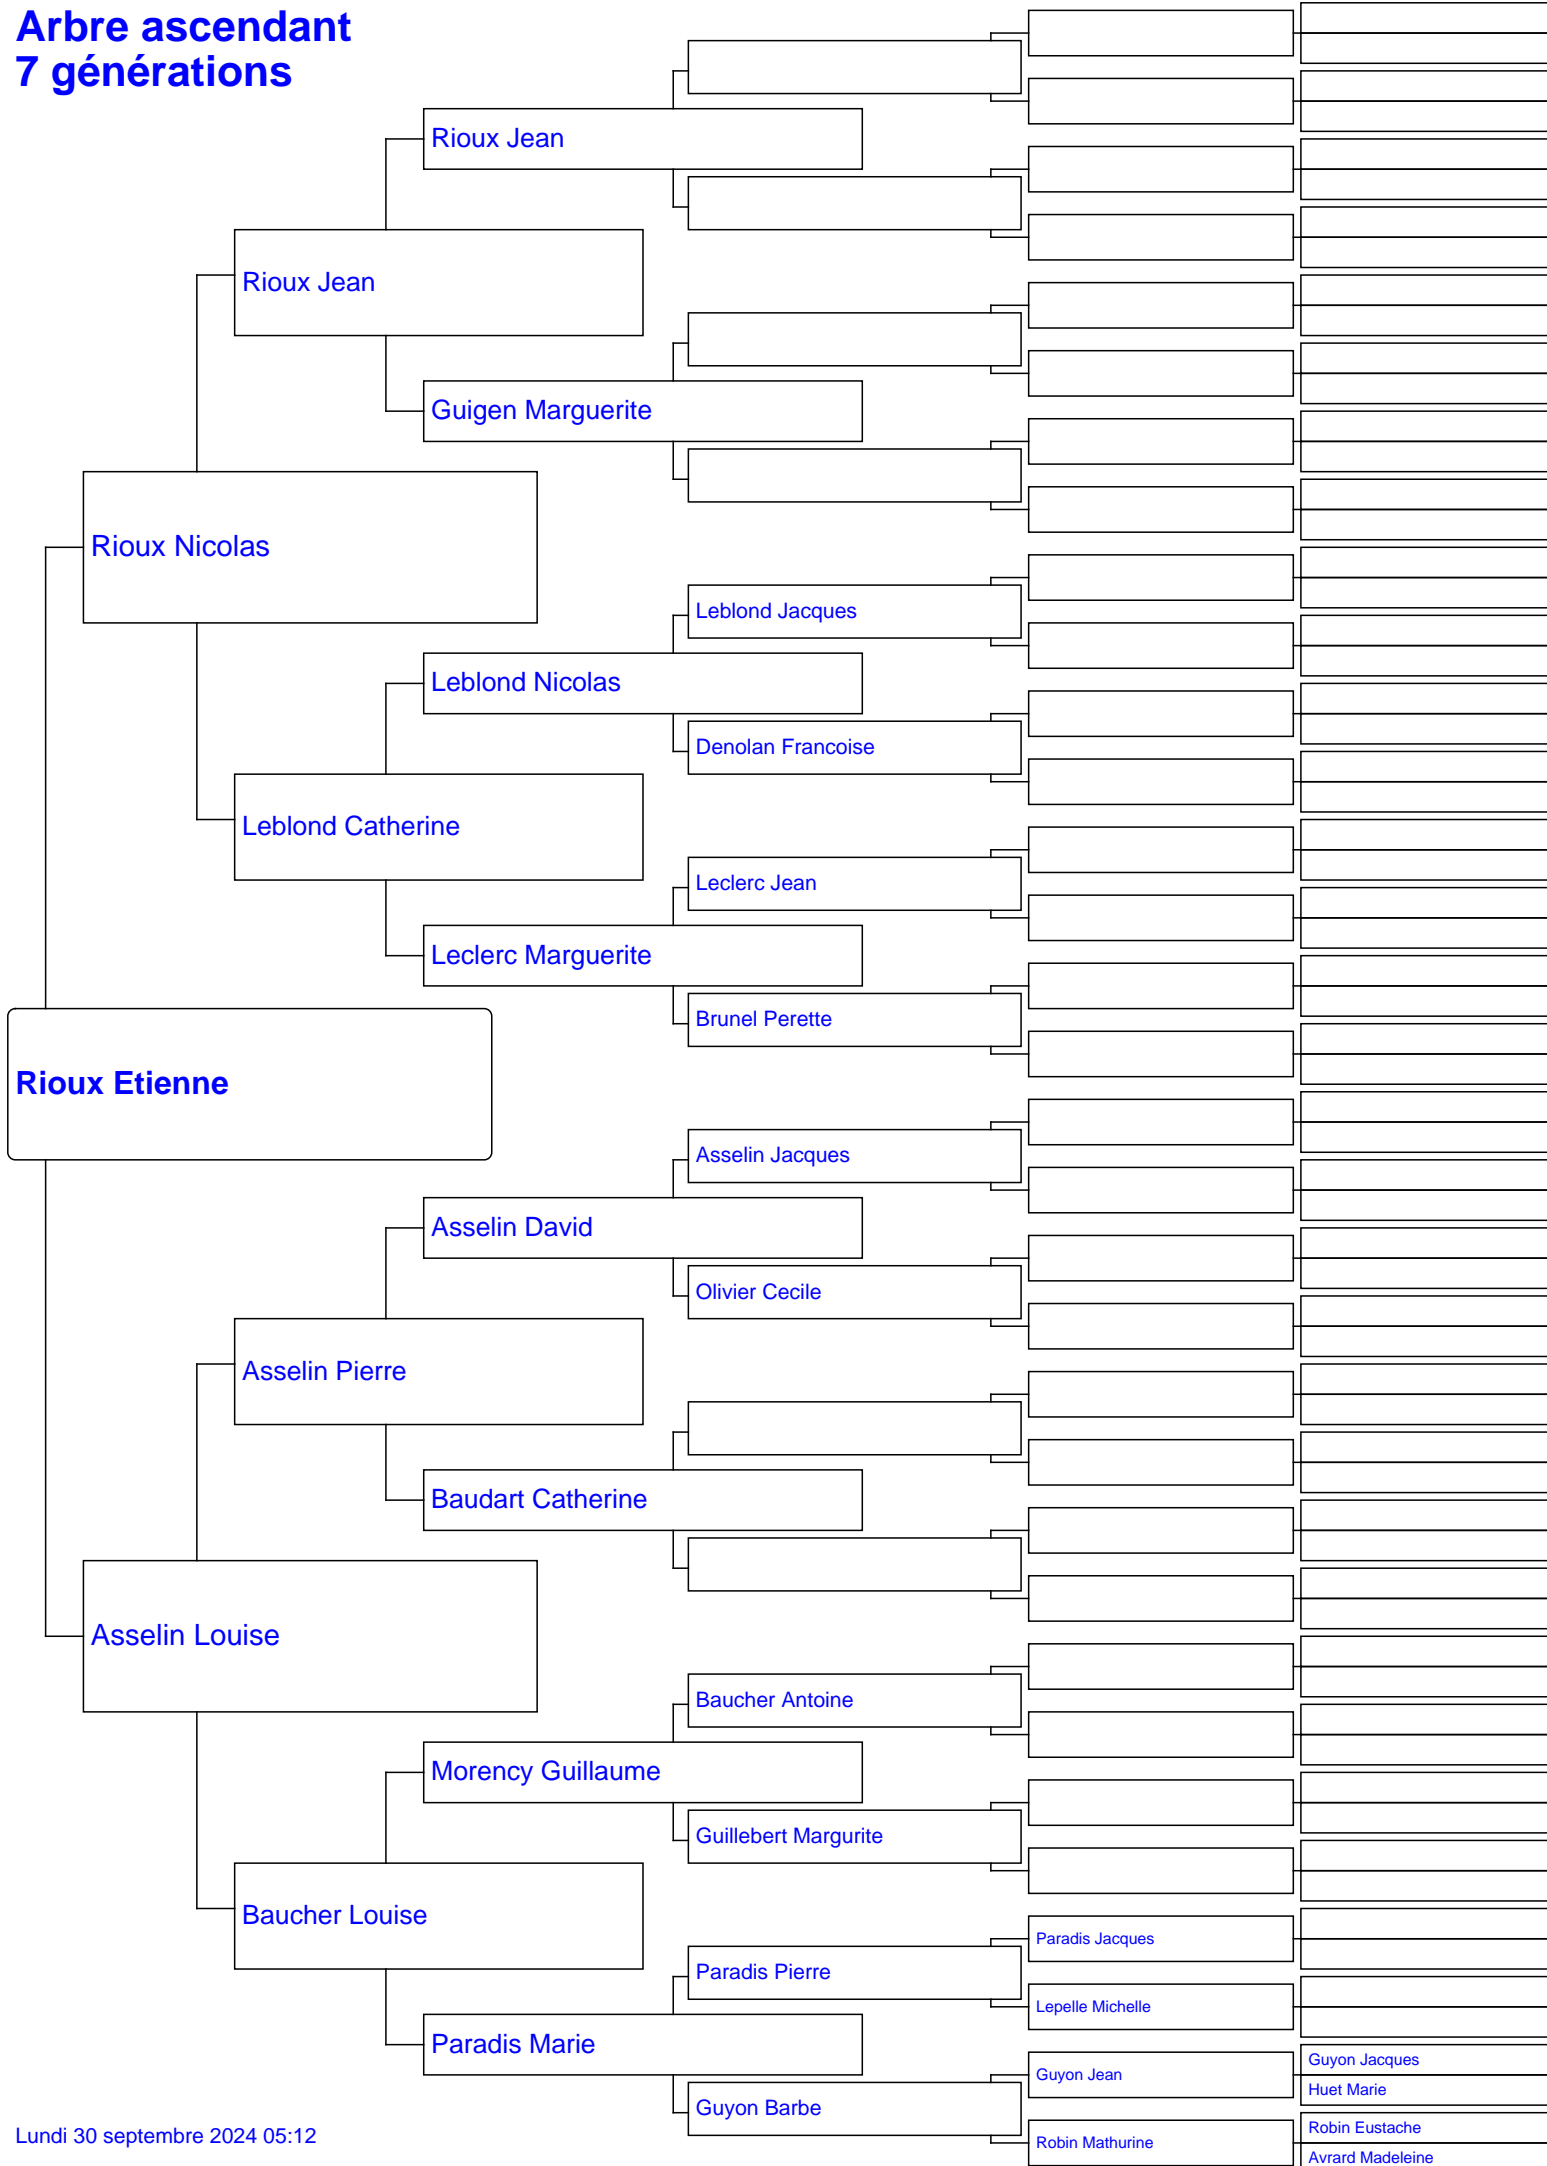 Arbre ascendant
7 générations
Rioux Jean
Rioux Jean
Guigen Marguerite
Rioux Nicolas
Leblond Jacques
Leblond Nicolas
Denolan Francoise
Leblond Catherine
Leclerc Jean
Leclerc Marguerite
Brunel Perette
Rioux Etienne
Asselin Jacques
Asselin David
Olivier Cecile
Asselin Pierre
Baudart Catherine
Asselin Louise
Baucher Antoine
Morency Guillaume
Guillebert Margurite
Baucher Louise
Paradis Jacques
Paradis Pierre
Lepelle Michelle
Paradis Marie
Guyon Jacques
Guyon Jean
Huet Marie
Guyon Barbe
Robin Eustache
Robin Mathurine
Avrard Madeleine
Lundi 30 septembre 2024 05:12